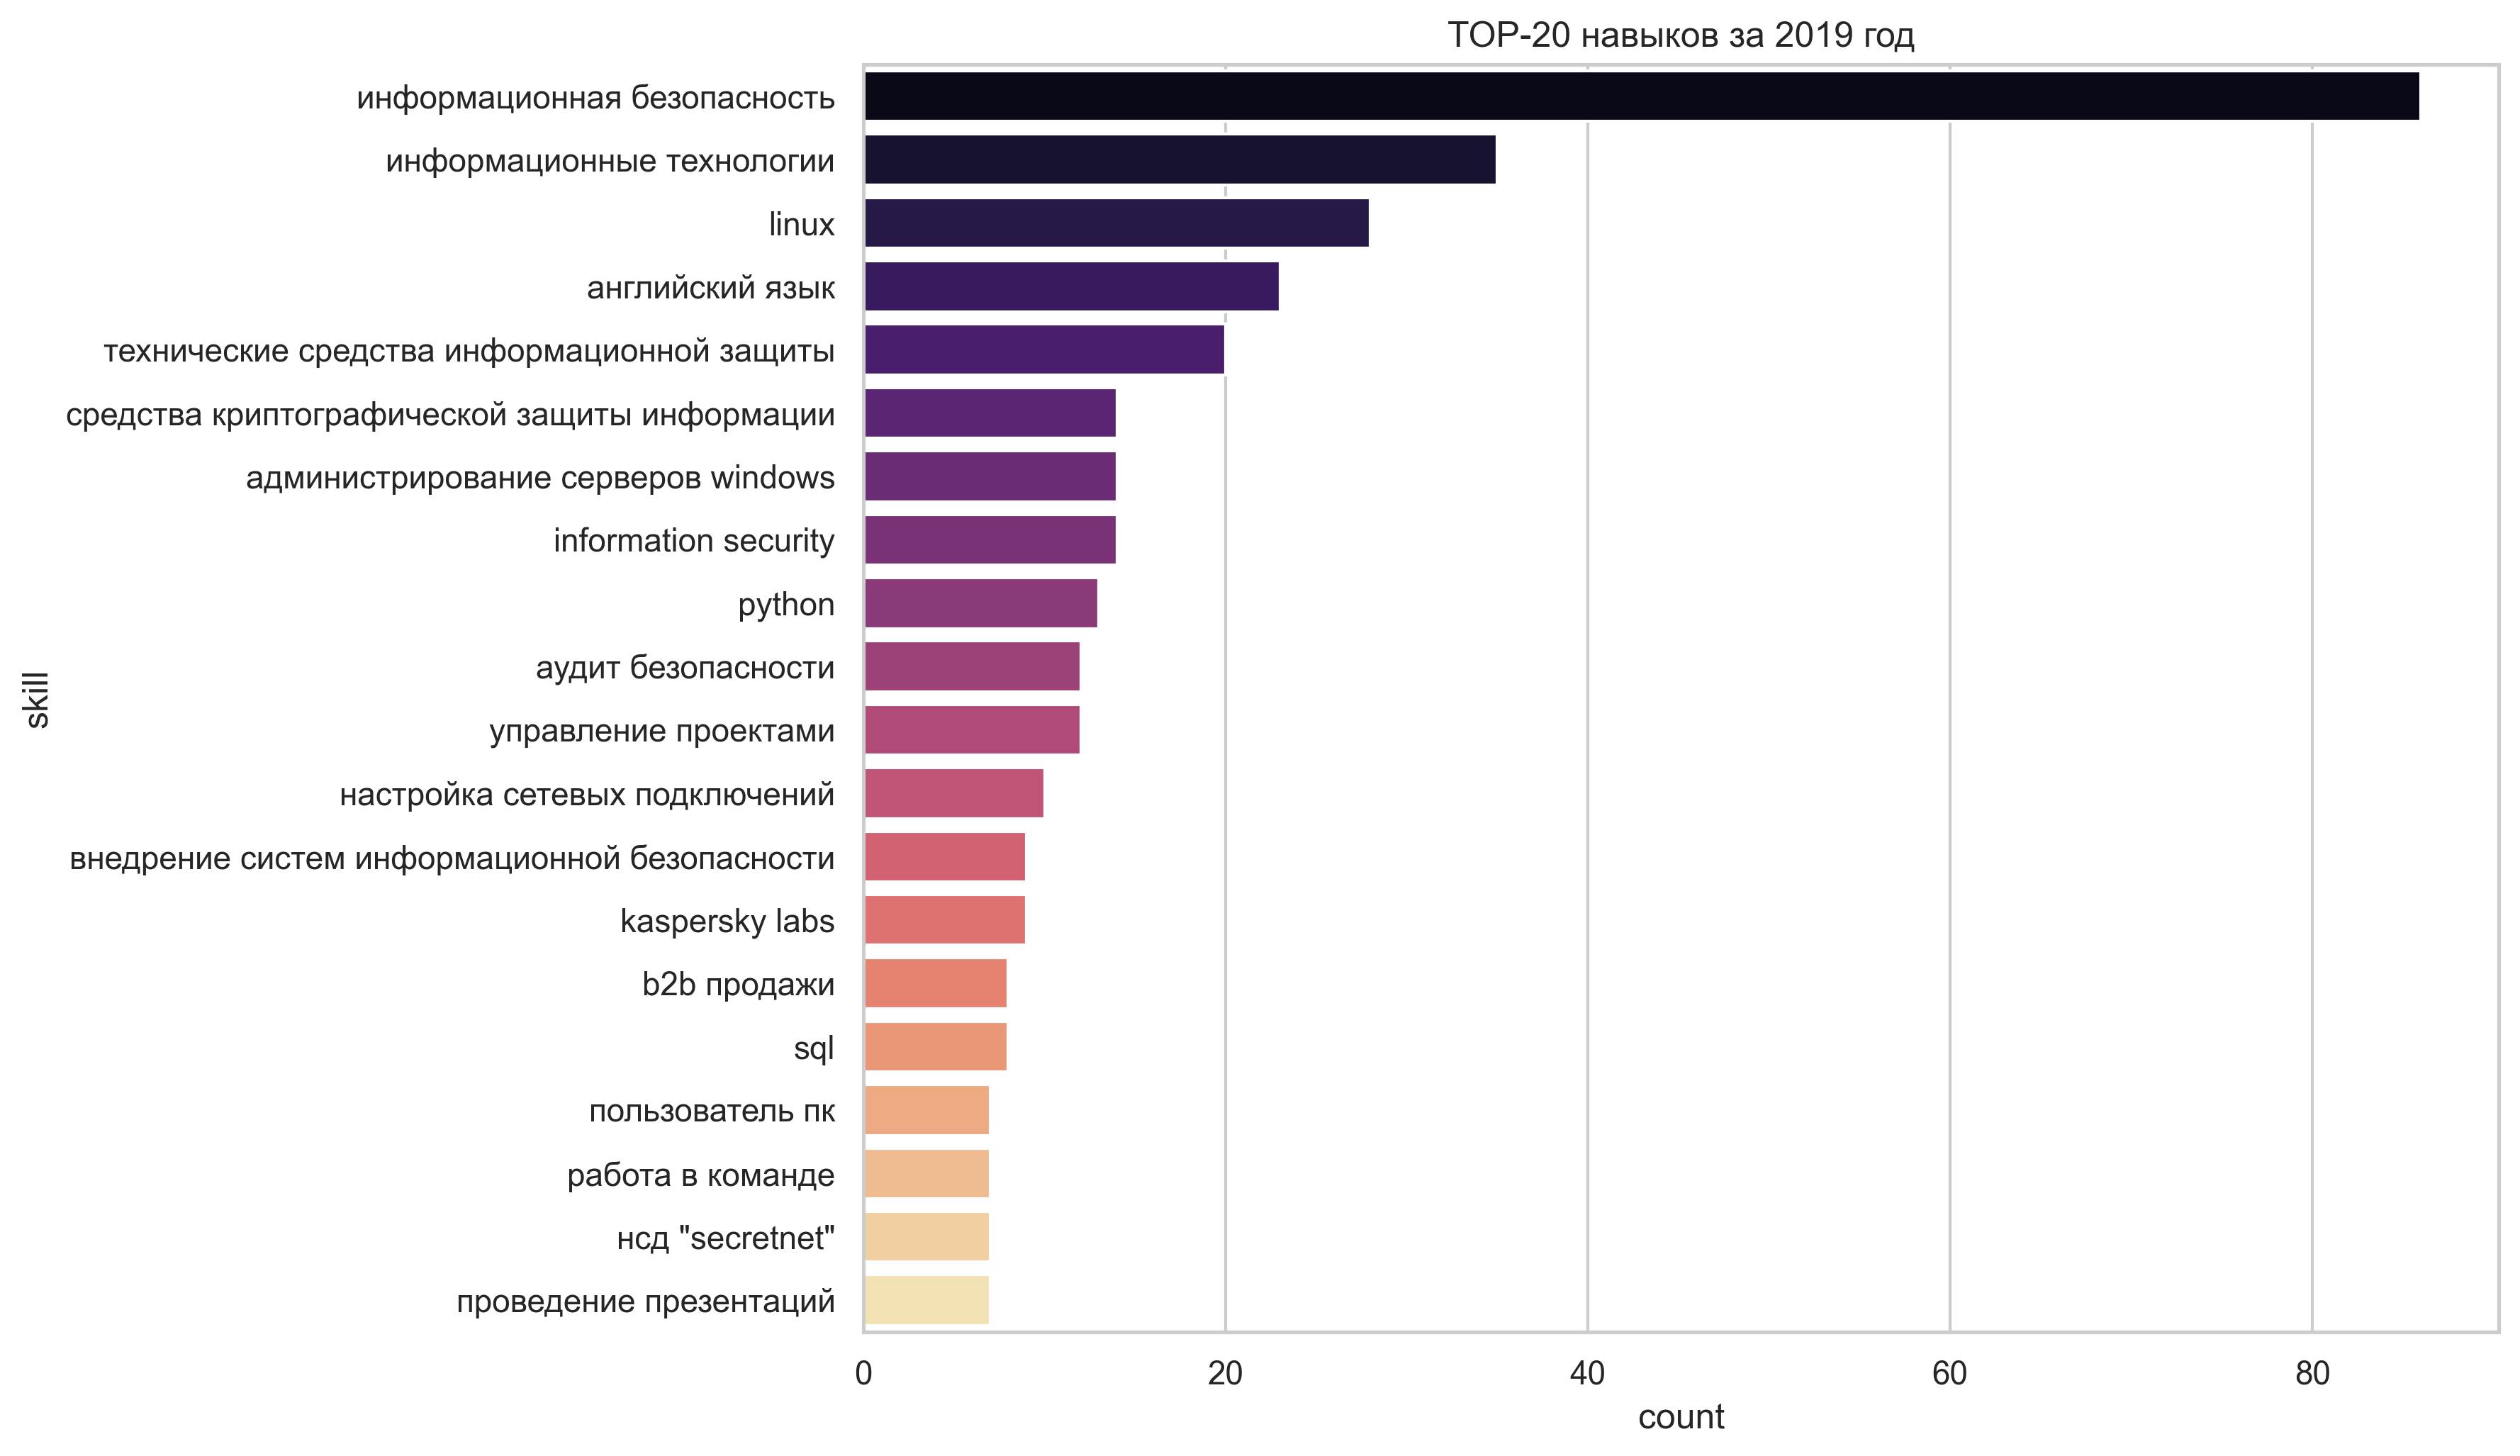 TOP-20 навыков за 2019 год
информационная безопасность
информационные технологии
linux
английский язык
технические средства информационной защиты
средства криптографической защиты информации
администрирование серверов windows
information security
python
аудит безопасности
управление проектами
настройка сетевых подключений
внедрение систем информационной безопасности
kaspersky labs
b2b продажи
sql
пользователь пк
работа в команде
нсд "secretnet"
проведение презентаций
skill
0 20 40 60 80
count